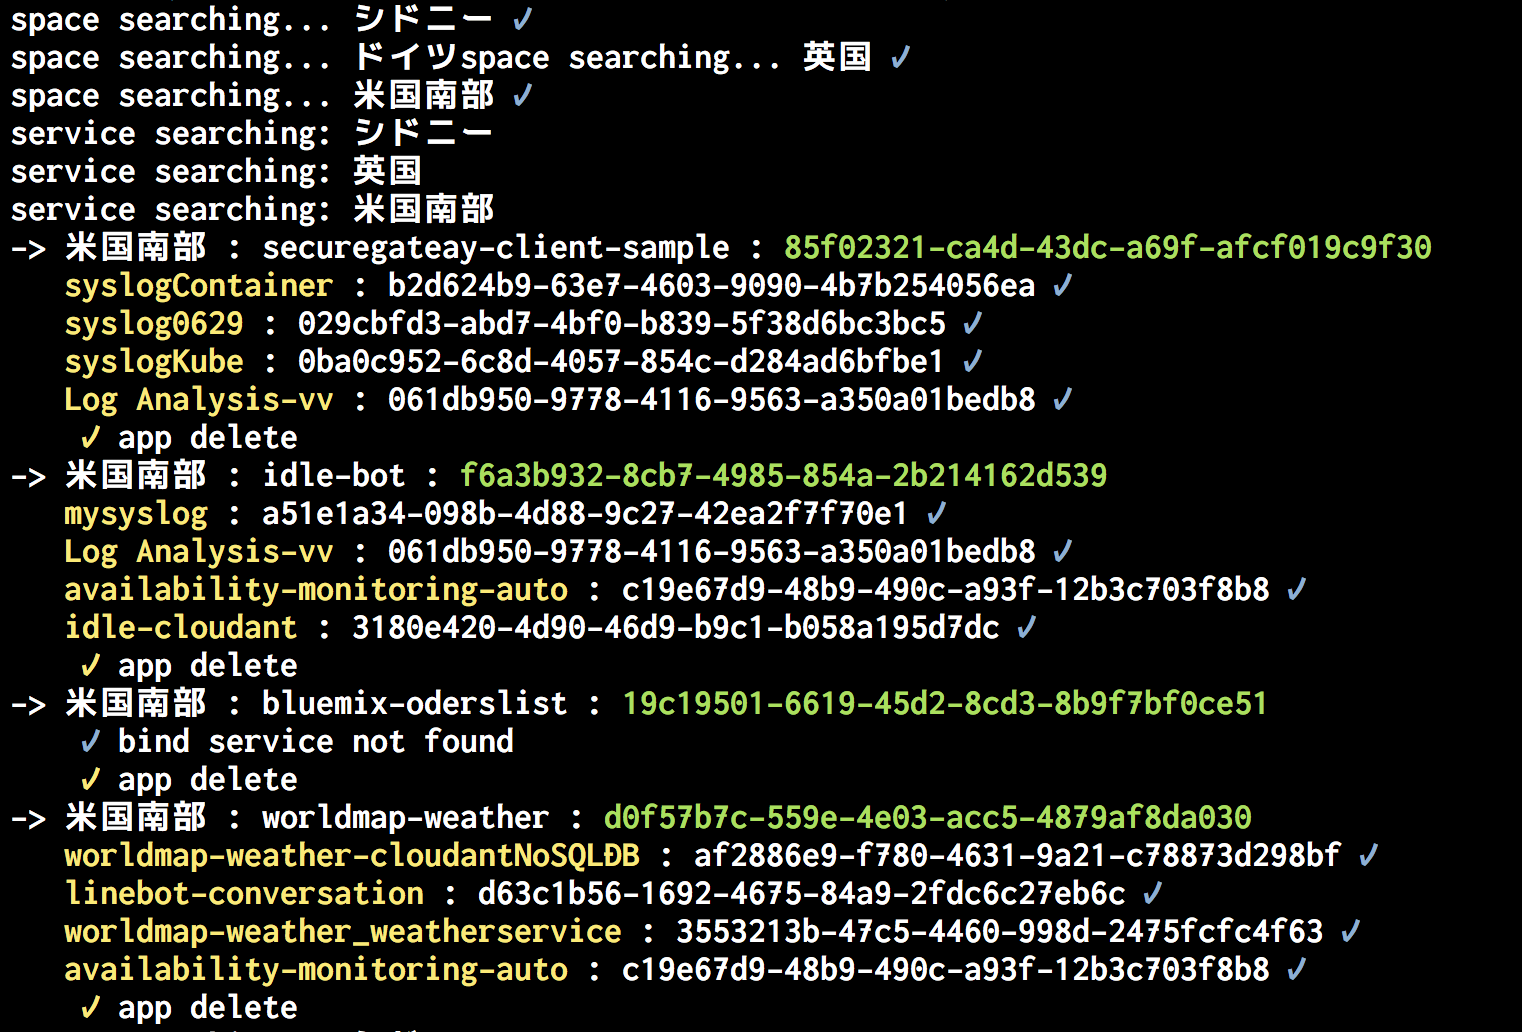 space searching... シドニー ✓
space searching... ドイツspace searching... 英国 ✓
space searching... 米国南部 ✓
service searching: シドニー
service searching: 英国
service searching: 米国南部
-> 米国南部 : securegateay-client-sample : 85f02321-ca4d-43dc-a69f-afcf019c9f30
syslogContainer : b2d624b9-63e7-4603-9090-4b7b254056ea ✓
syslog0629 : 029cbfd3-abd7-4bf0-b839-5f38d6bc3bc5 ✓
syslogKube : 0ba0c952-6c8d-4057-854c-d284ad6bfbe1 ✓
Log Analysis-vv : 061db950-9778-4116-9563-a350a01bedb8 ✓
✓ app delete
-> 米国南部 : idle-bot : f6a3b932-8cb7-4985-854a-2b214162d539
mysyslog : a51e1a34-098b-4d88-9c27-42ea2f7f70e1 ✓
Log Analysis-vv : 061db950-9778-4116-9563-a350a01bedb8 ✓
availability-monitoring-auto : c19e67d9-48b9-490c-a93f-12b3c703f8b8 ✓
idle-cloudant : 3180e420-4d90-46d9-b9c1-b058a195d7dc ✓
✓ app delete
-> 米国南部 : bluemix-oderslist : 19c19501-6619-45d2-8cd3-8b9f7bf0ce51
✓ bind service not found
✓ app delete
-> 米国南部 : worldmap-weather : d0f57b7c-559e-4e03-acc5-4879af8da030
worldmap-weather-cloudantNoSQLDB : af2886e9-f780-4631-9a21-c78873d298bf ✓
linebot-conversation : d63c1b56-1692-4675-84a9-2fdc6c27eb6c ✓
worldmap-weather_weatherservice : 3553213b-47c5-4460-998d-2475fcfc4f63 ✓
availability-monitoring-auto : c19e67d9-48b9-490c-a93f-12b3c703f8b8 ✓
✓ app delete